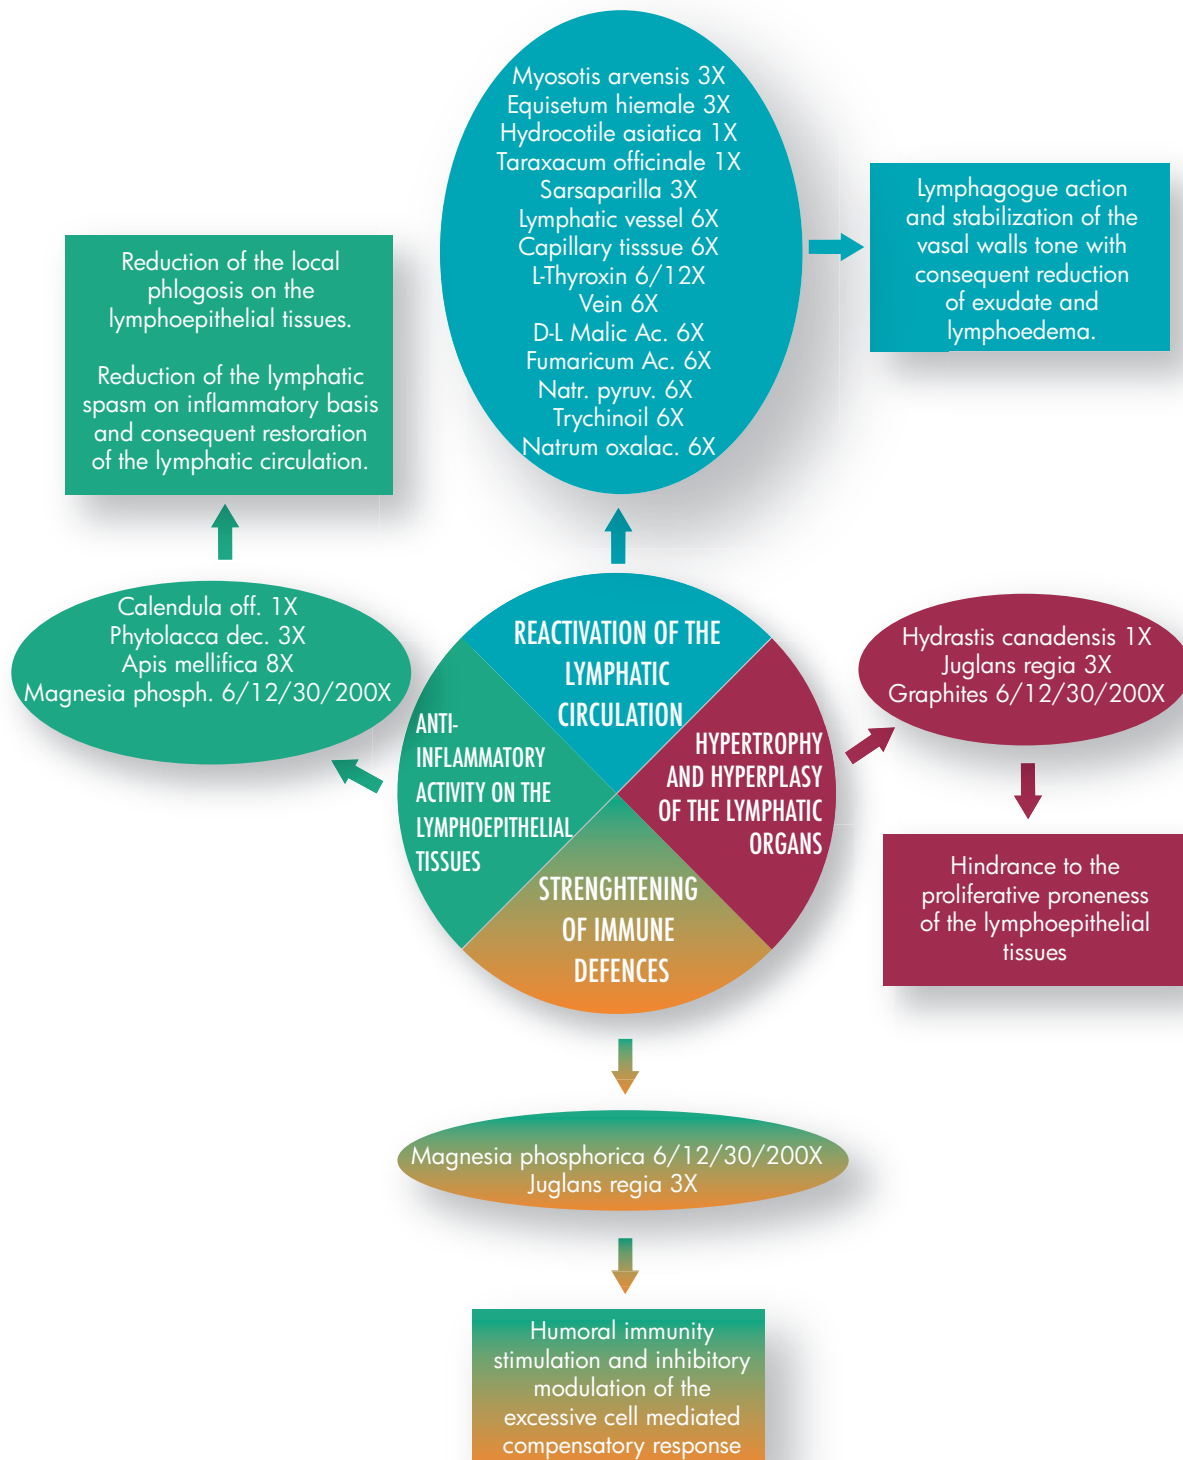 Myosotis arvensis 3X
Equisetum hiemale 3X
Hydrocotile asiatica 1X
Taraxacum officinale 1X
Sarsaparilla 3X
Lymphatic vessel 6X
Capillary tisssue 6X
L-Thyroxin 6/12X
Vein 6X
D-L Malic Ac. 6X
Fumaricum Ac. 6X
Natr. pyruv. 6X
Trychinoil 6X
Natrum oxalac. 6X
Lymphagogue action
and stabilization of the
vasal walls tone with
consequent reduction
of exudate and
lymphoedema.
Reduction of the local
phlogosis on the
lymphoepithelial tissues.
Reduction of the lymphatic
spasm on inflammatory basis
and consequent restoration
of the lymphatic circulation.
Calendula off. 1X
Phytolacca dec. 3X
Apis mellifica 8X
Magnesia phosph. 6/12/30/200X
REACTIVATION OF THE
LYMPHATIC
CIRCULATION
ANTI-
INFLAMMATORY
ACTIVITY ON THE
LYMPHOEPITHELIAL
TISSUES
HYPERTROPHY
AND HYPERPLASY
OF THE LYMPHATIC
ORGANS
STRENGHTENING
OF IMMUNE
DEFENCES
Hydrastis canadensis 1X
Juglans regia 3X
Graphites 6/12/30/200X
Hindrance to the
proliferative proneness
of the lymphoepithelial
tissues
Magnesia phosphorica 6/12/30/200X
Juglans regia 3X
Humoral immunity
stimulation and inhibitory
modulation of the
excessive cell mediated
compensatory response